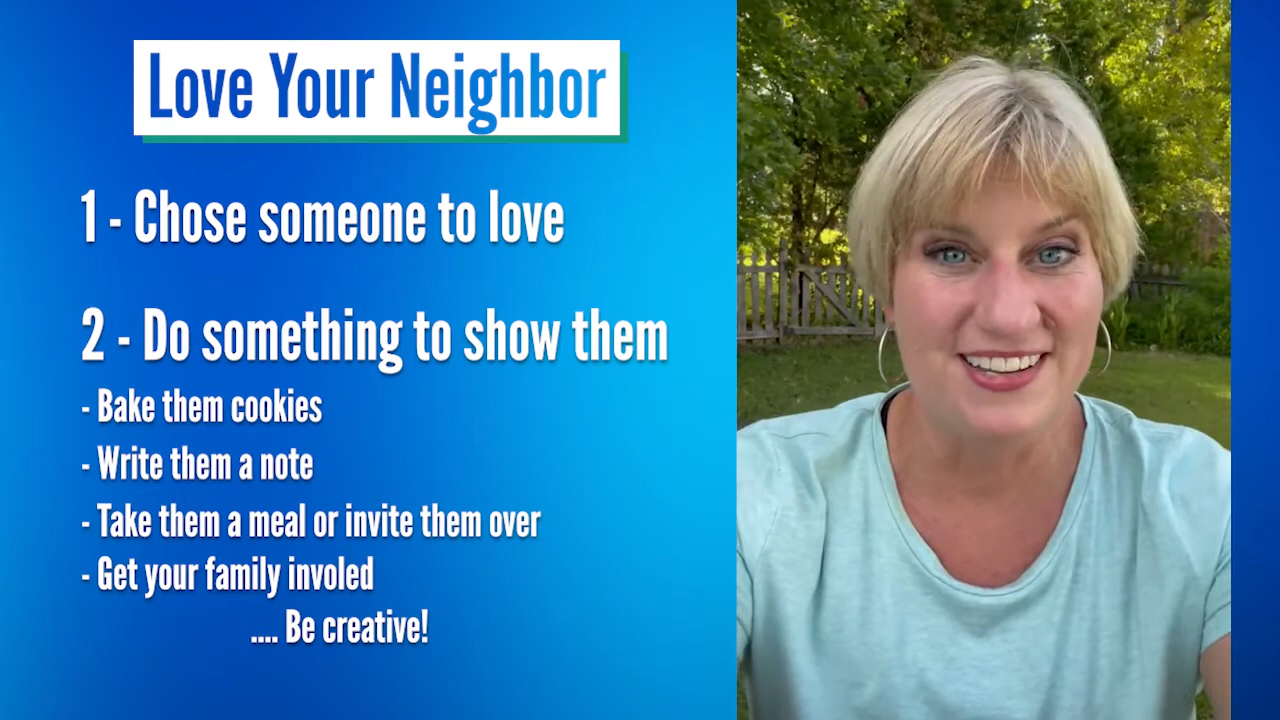 Love Your Neighbor
1 - Chose someone to love
2 - Do something to show them
- Bake them cookies
- Write them a note
- Take them a meal or invite them over
- Get your family involed
.... Be creative!